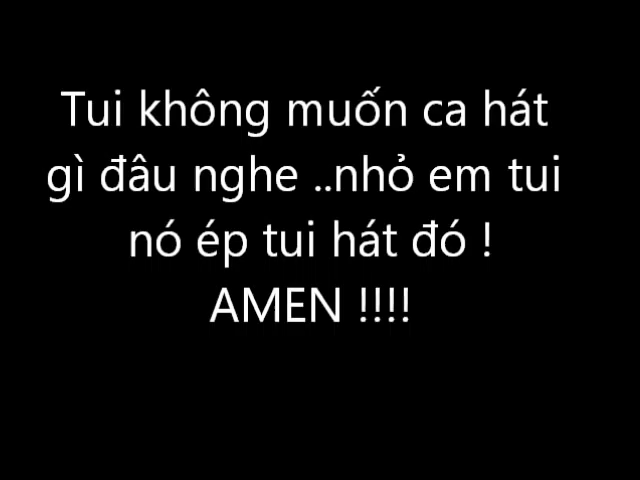 Tui không muốn ca hát
gì đâu nghe ..nhỏ em tui
nó ép tui hát đó !
AMEN !!!!